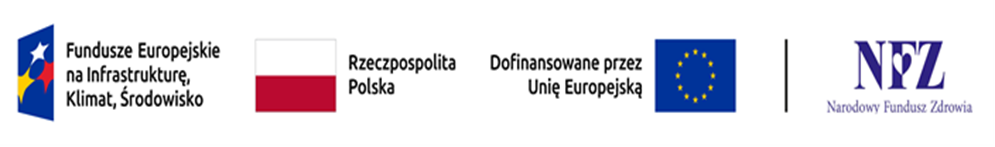 Fundusze Europejskie
na Infrastrukturę,
Klimat, Środowisko
Rzeczpospolita
Polska
Dofinansowane przez
Unię Europejską
NFZ
Narodowy Fundusz Zdrowia